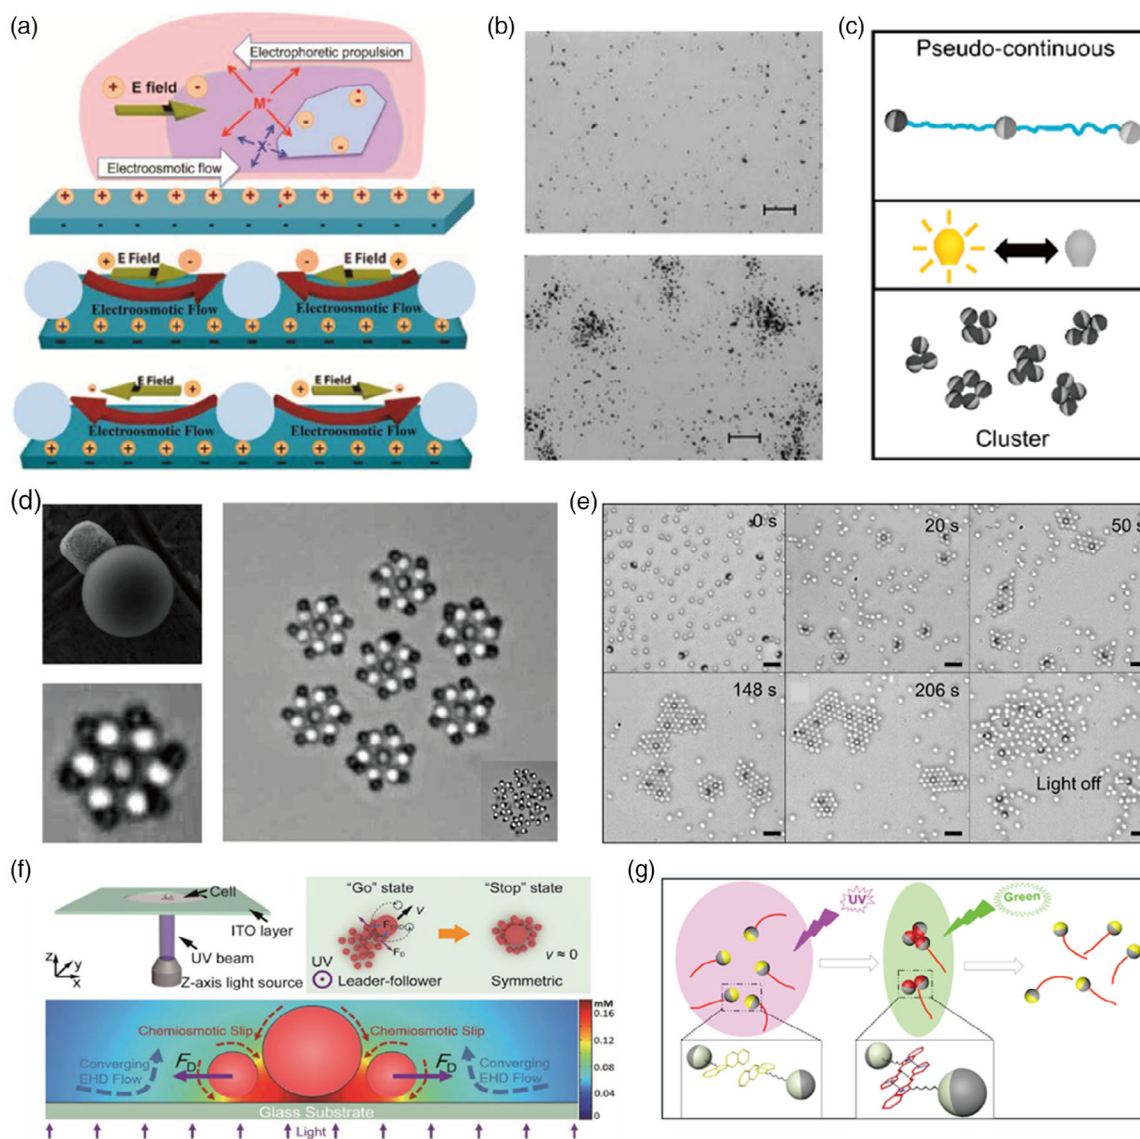 (a)
Electrophoretic propulsion
+ E field -
M⁺
X⁻
Electroosmotic flow
+ E Field - - E Field +
Electroosmotic Flow Electroosmotic Flow
- E Field + + E Field -
Electroosmotic Flow Electroosmotic Flow
(b)
(c)
Pseudo-continuous
Cluster
(d)
(e)
0 s
20 s
50 s
148 s
206 s
Light off
(f)
Cell
ITO layer
UV beam
Z-axis light source
z
y
x
"Go" state
"Stop" state
v
F_EHD
F_D
UV
v ≈ 0
Leader-follower
Symmetric
Chemiosmotic Slip
Chemiosmotic Slip
Converging
EHD Flow
F_D
F_D
Converging
EHD Flow
Glass Substrate
Light
mM
0.16
0.12
0.08
0.04
0
(g)
UV
Green